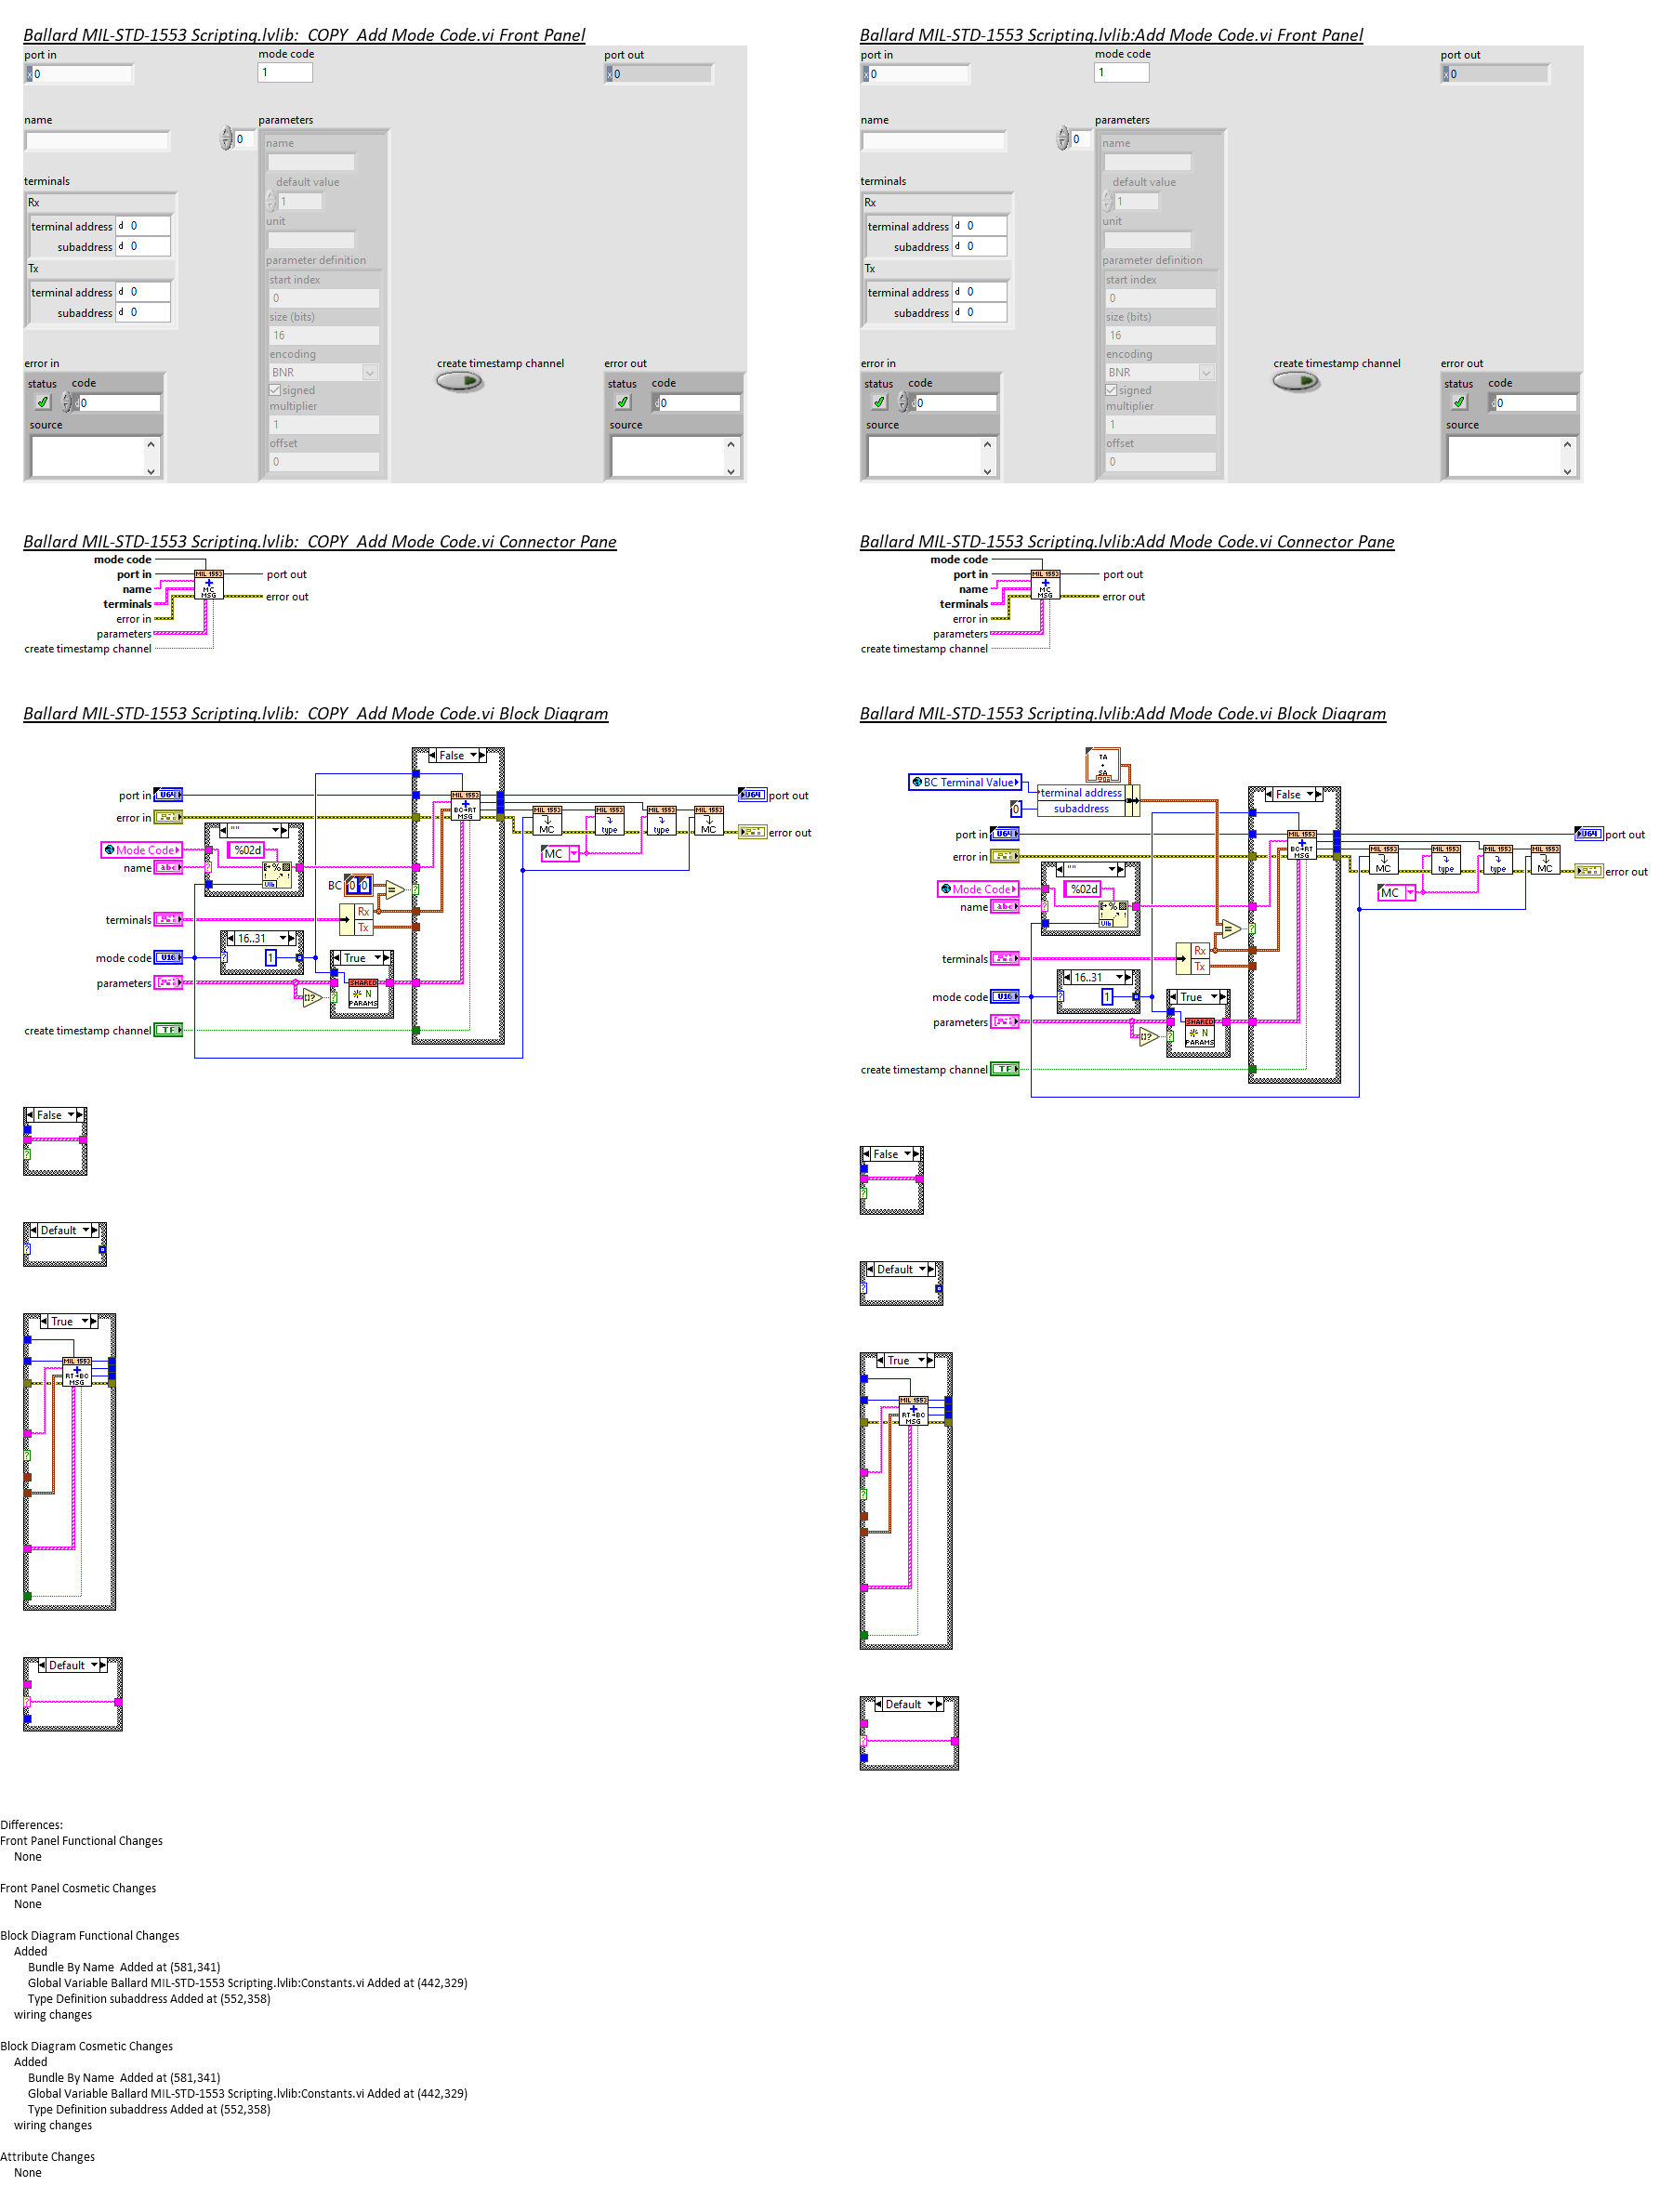 Ballard MIL-STD-1553 Scripting.lvlib:  COPY  Add Mode Code.vi Front Panel
port in
x 0
mode code
1
port out
x 0
name
0
parameters
name
default value
1
unit
parameter definition
start index
0
size (bits)
16
encoding
BNR
signed
multiplier
1
offset
0
terminals
Rx
terminal address d 0
subaddress d 0
Tx
terminal address d 0
subaddress d 0
error in
status code
d 0
source
create timestamp channel
error out
status code
d 0
source
Ballard MIL-STD-1553 Scripting.lvlib:Add Mode Code.vi Front Panel
port in
x 0
mode code
1
port out
x 0
name
0
parameters
name
default value
1
unit
parameter definition
start index
0
size (bits)
16
encoding
BNR
signed
multiplier
1
offset
0
terminals
Rx
terminal address d 0
subaddress d 0
Tx
terminal address d 0
subaddress d 0
error in
status code
d 0
source
create timestamp channel
error out
status code
d 0
source
Ballard MIL-STD-1553 Scripting.lvlib:  COPY  Add Mode Code.vi Connector Pane
mode code
port in
name
terminals
error in
parameters
create timestamp channel
MIL 1553
MC
MSG
port out
error out
Ballard MIL-STD-1553 Scripting.lvlib:Add Mode Code.vi Connector Pane
mode code
port in
name
terminals
error in
parameters
create timestamp channel
MIL 1553
MC
MSG
port out
error out
Ballard MIL-STD-1553 Scripting.lvlib:  COPY  Add Mode Code.vi Block Diagram
False
port in U64
error in
""
Mode Code
%02d
name abc
U16
BC 0 0
=
terminals
Rx
Tx
16..31
mode code U16
1
True
parameters
SHARED
N
PARAMS
create timestamp channel TF
MIL 1553
BC→RT
MSG
MC
type
type
MC
MC
U64 port out
error out
False
Default
True
MIL 1553
RT→BC
MSG
Default
Ballard MIL-STD-1553 Scripting.lvlib:Add Mode Code.vi Block Diagram
TA
+
SA
BC Terminal Value
terminal address
0
subaddress
False
port in U64
error in
""
Mode Code
%02d
name abc
U16
=
terminals
Rx
Tx
16..31
mode code U16
1
True
parameters
SHARED
N
PARAMS
create timestamp channel TF
MIL 1553
BC→RT
MSG
MC
type
type
MC
MC
U64 port out
error out
False
Default
True
MIL 1553
RT→BC
MSG
Default
Differences:
Front Panel Functional Changes
None
Front Panel Cosmetic Changes
None
Block Diagram Functional Changes
Added
Bundle By Name  Added at (581,341)
Global Variable Ballard MIL-STD-1553 Scripting.lvlib:Constants.vi Added at (442,329)
Type Definition subaddress Added at (552,358)
wiring changes
Block Diagram Cosmetic Changes
Added
Bundle By Name  Added at (581,341)
Global Variable Ballard MIL-STD-1553 Scripting.lvlib:Constants.vi Added at (442,329)
Type Definition subaddress Added at (552,358)
wiring changes
Attribute Changes
None